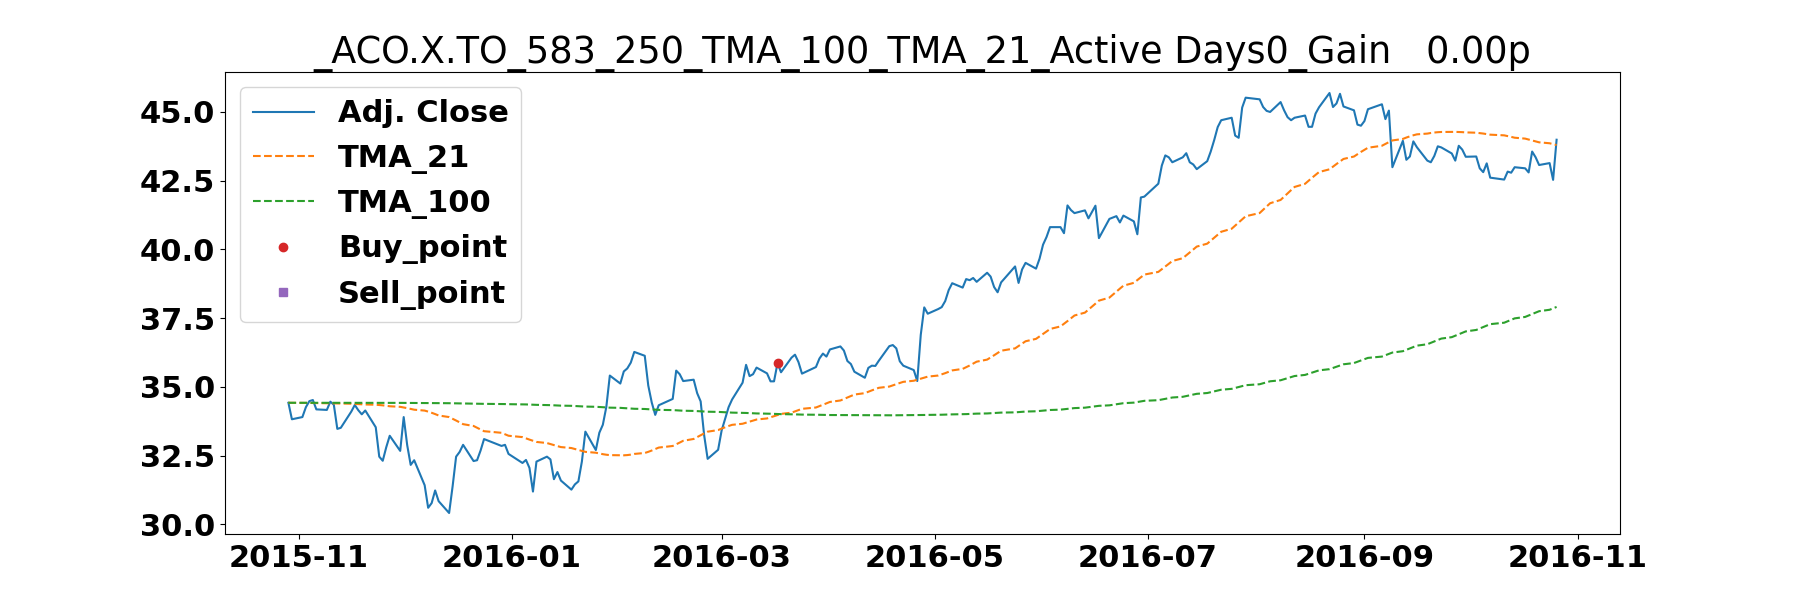 _ACO.X.TO_583_250_TMA_100_TMA_21_Active Days0_Gain   0.00p
45.0
42.5
40.0
37.5
35.0
32.5
30.0
Adj. Close
TMA_21
TMA_100
Buy_point
Sell_point
2015-11 2016-01 2016-03 2016-05 2016-07 2016-09 2016-11